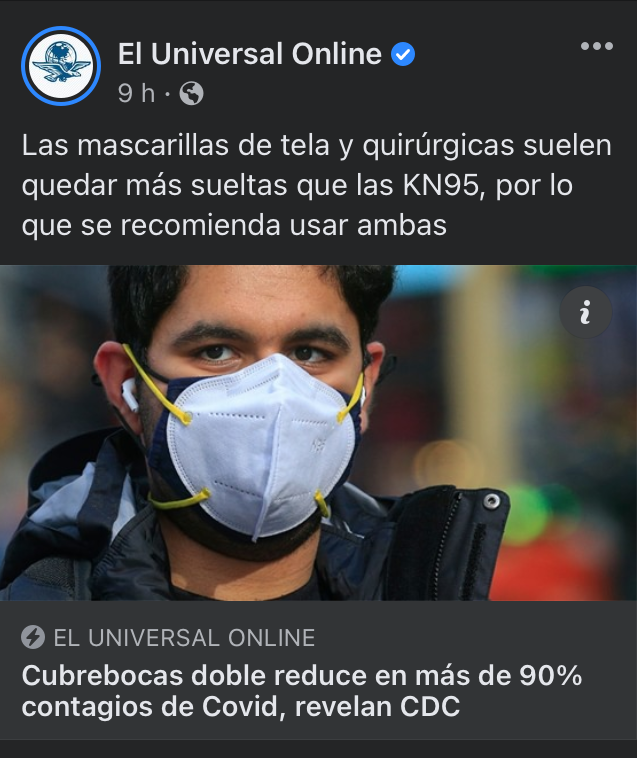 El Universal Online
9 h ·
Las mascarillas de tela y quirúrgicas suelen
quedar más sueltas que las KN95, por lo
que se recomienda usar ambas
i
EL UNIVERSAL ONLINE
Cubrebocas doble reduce en más de 90%
contagios de Covid, revelan CDC